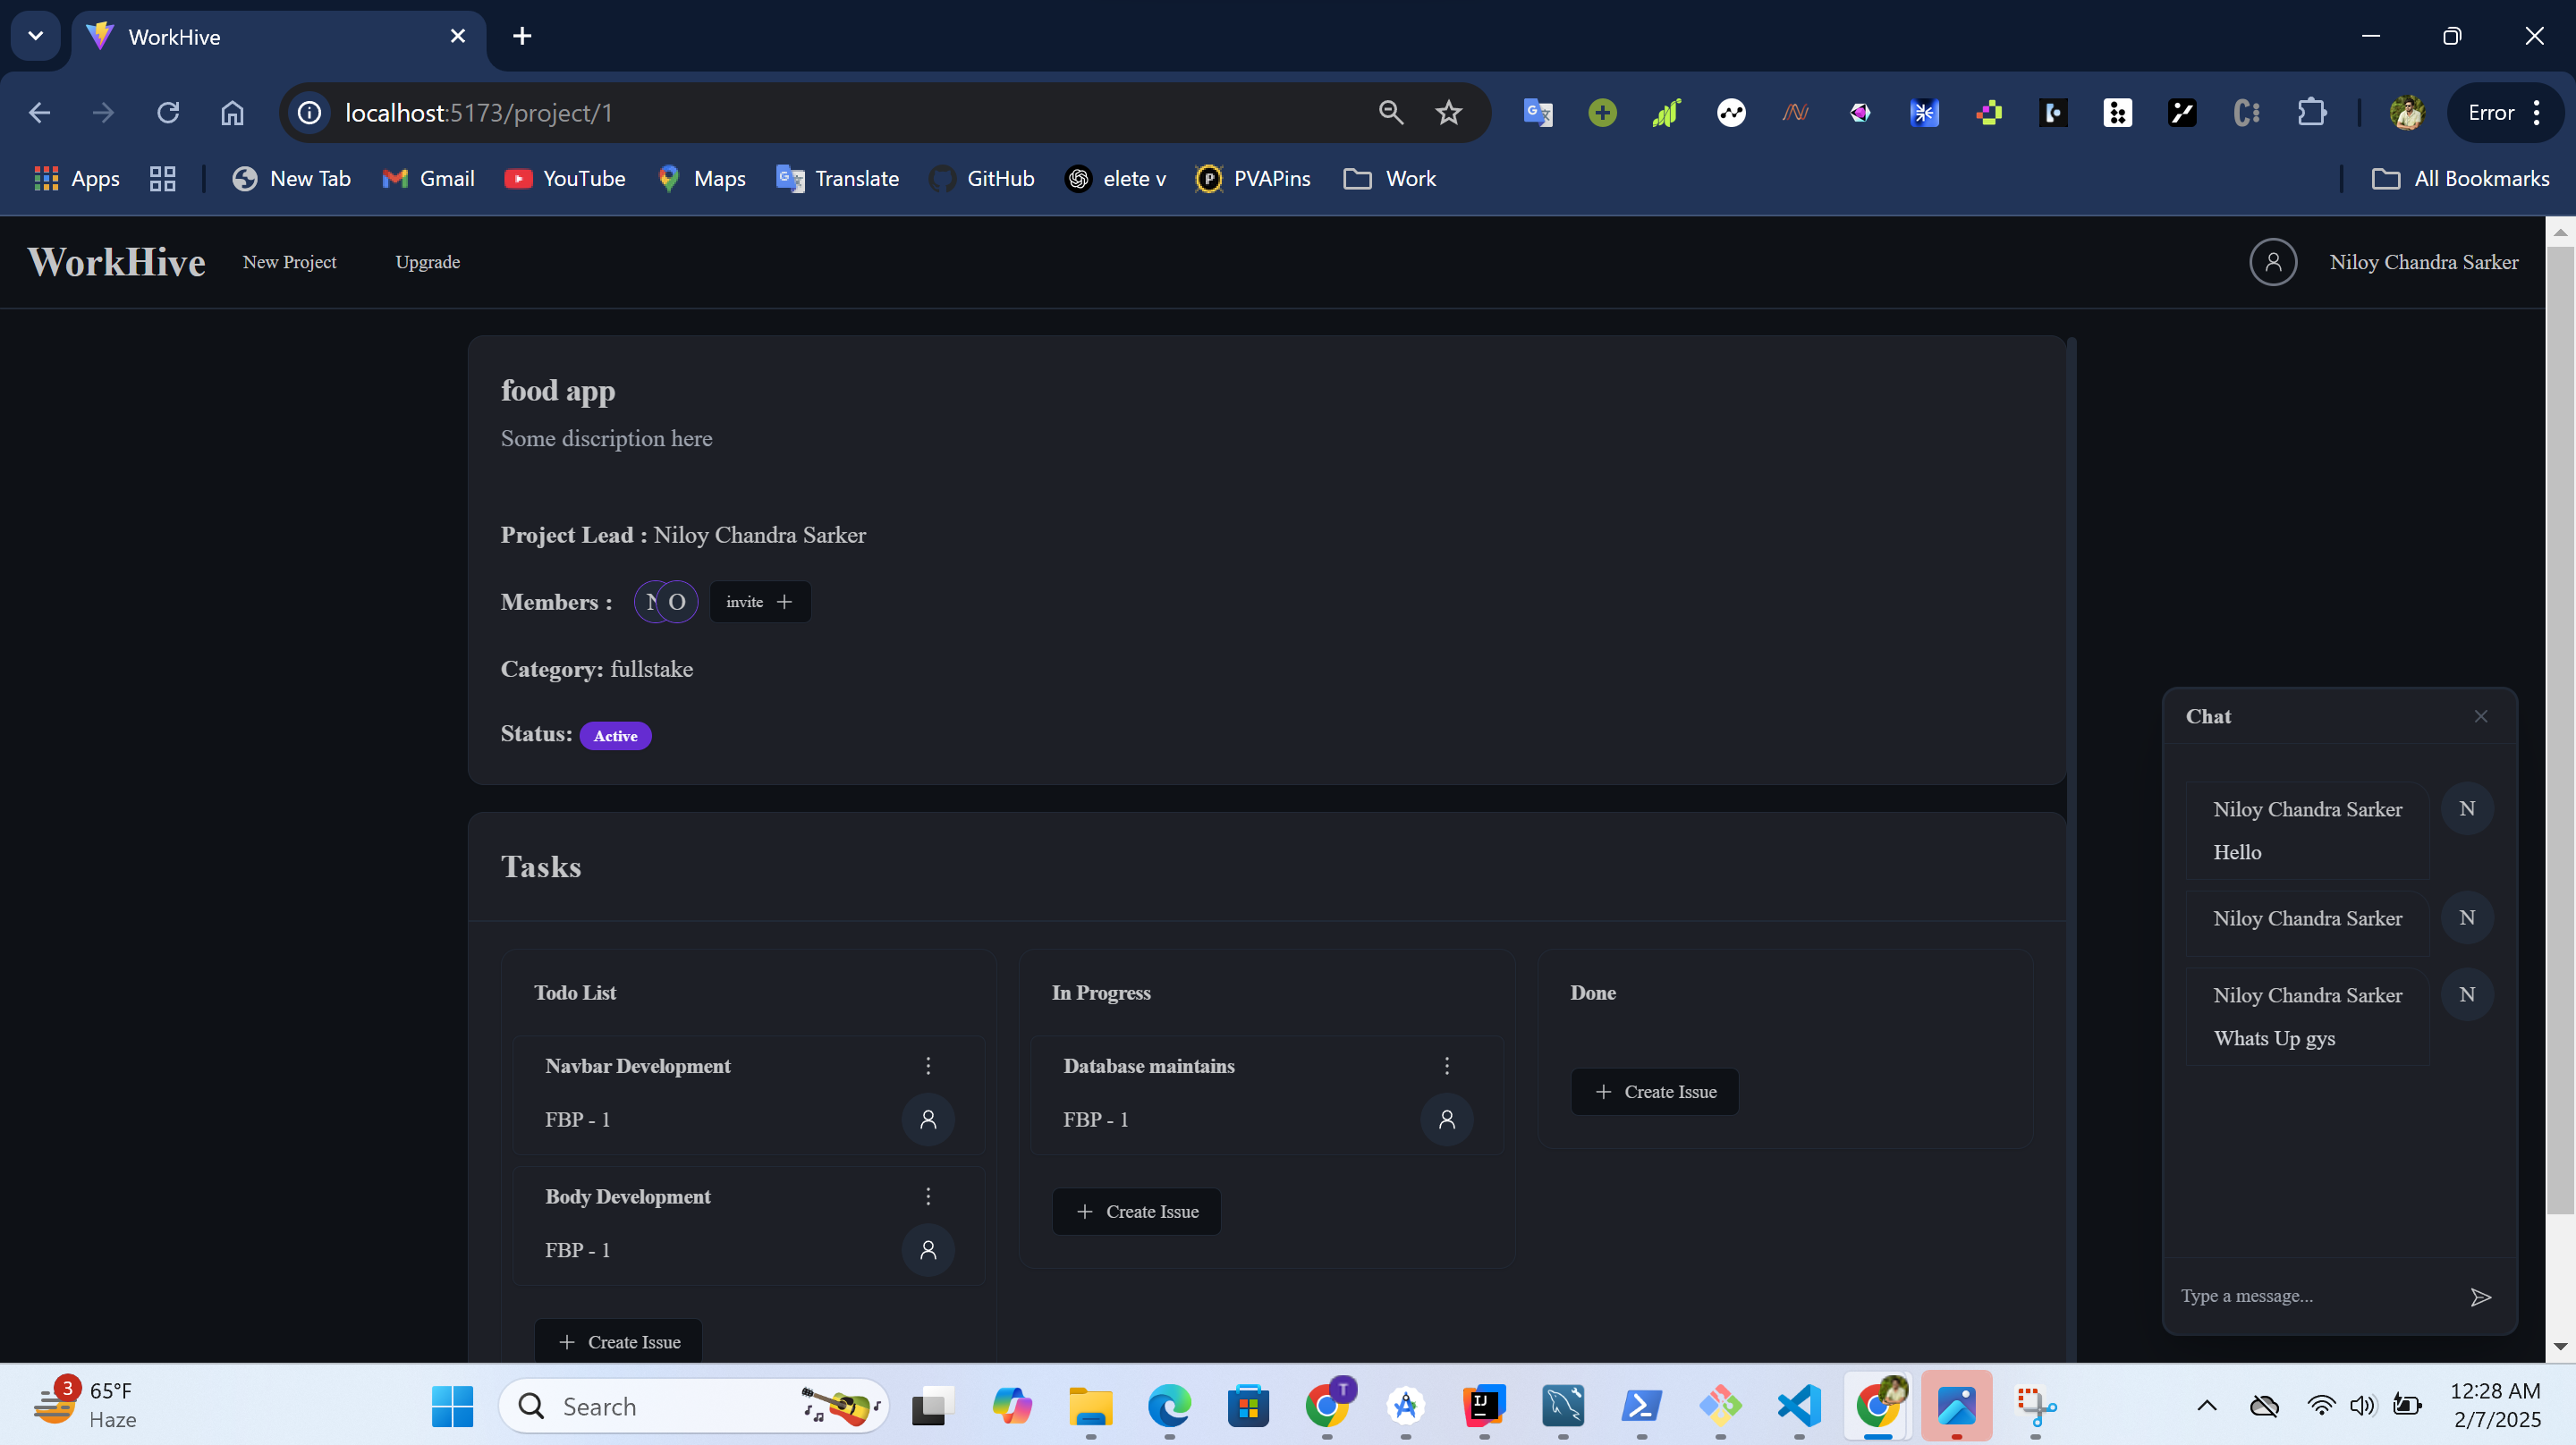 WorkHive
localhost:5173/project/1
Error
Apps
New Tab
Gmail
YouTube
Maps
Translate
GitHub
elete v
PVAPins
Work
All Bookmarks
WorkHive
New Project
Upgrade
Niloy Chandra Sarker
food app
Some discription here
Project Lead : Niloy Chandra Sarker
Members : N O invite
Category: fullstake
Status: Active
Tasks
Todo List
Navbar Development
FBP - 1
Body Development
FBP - 1
Create Issue
In Progress
Database maintains
FBP - 1
Create Issue
Done
Create Issue
Chat
Niloy Chandra Sarker N
Hello
Niloy Chandra Sarker N
Niloy Chandra Sarker N
Whats Up gys
Type a message...
3
65°F
Haze
Search
T
IJ
12:28 AM
2/7/2025